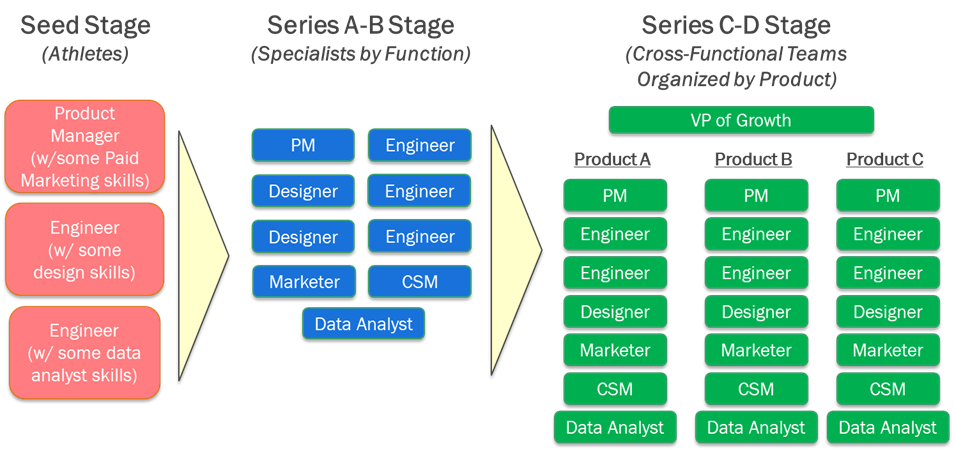 Seed Stage
(Athletes)
Product
Manager
(w/some Paid
Marketing skills)
Engineer
(w/ some
design skills)
Engineer
(w/ some data
analyst skills)
Series A-B Stage
(Specialists by Function)
PM
Engineer
Designer
Engineer
Designer
Engineer
Marketer
CSM
Data Analyst
Series C-D Stage
(Cross-Functional Teams
Organized by Product)
VP of Growth
Product A
PM
Engineer
Engineer
Designer
Marketer
CSM
Data Analyst
Product B
PM
Engineer
Engineer
Designer
Marketer
CSM
Data Analyst
Product C
PM
Engineer
Engineer
Designer
Marketer
CSM
Data Analyst